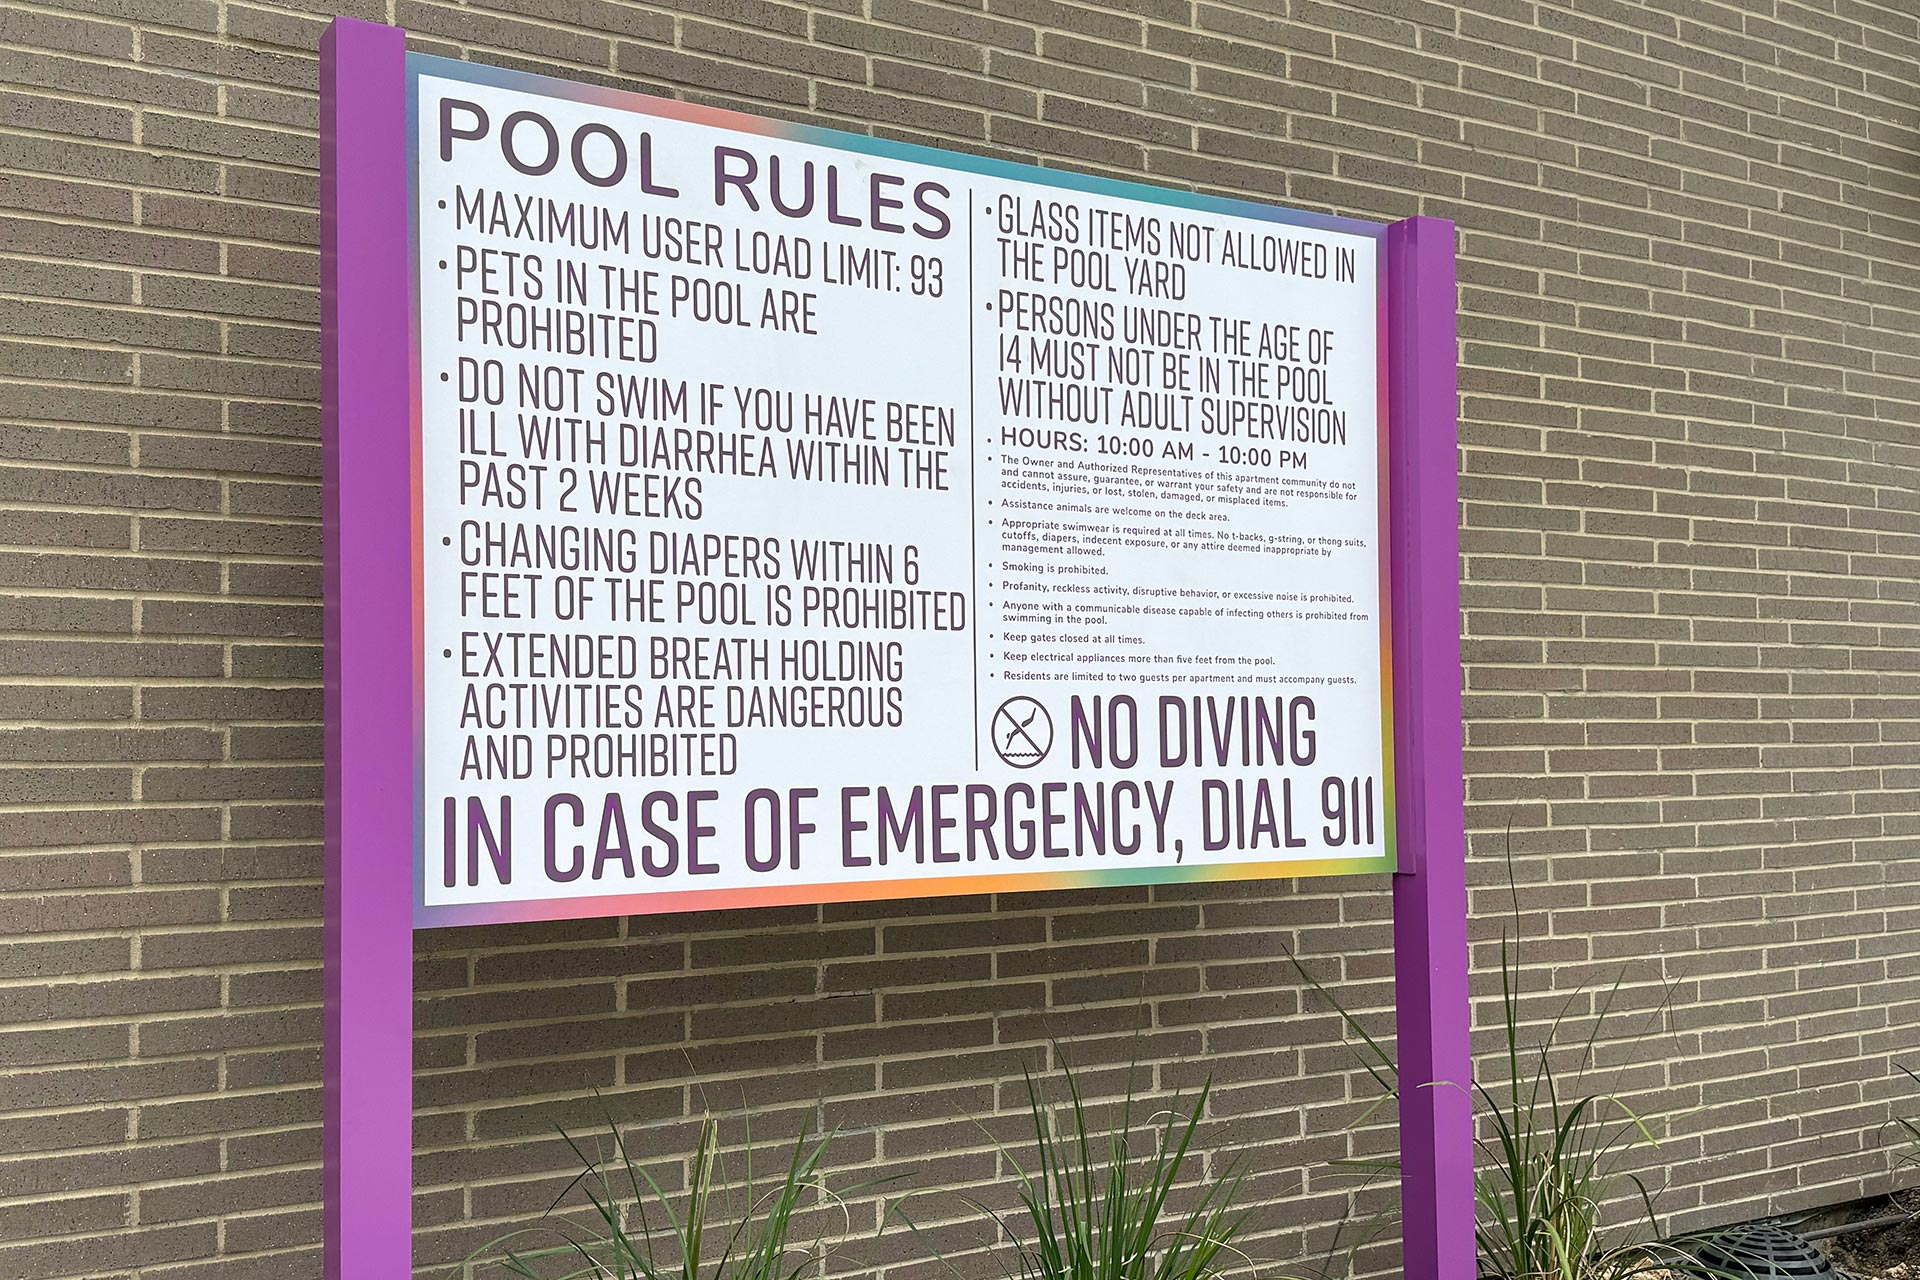 POOL RULES
• MAXIMUM USER LOAD LIMIT: 93
• PETS IN THE POOL ARE
PROHIBITED
• DO NOT SWIM IF YOU HAVE BEEN
ILL WITH DIARRHEA WITHIN THE
PAST 2 WEEKS
• CHANGING DIAPERS WITHIN 6
FEET OF THE POOL IS PROHIBITED
• EXTENDED BREATH HOLDING
ACTIVITIES ARE DANGEROUS
AND PROHIBITED
• GLASS ITEMS NOT ALLOWED IN
THE POOL YARD
• PERSONS UNDER THE AGE OF
14 MUST NOT BE IN THE POOL
WITHOUT ADULT SUPERVISION
• HOURS: 10:00 AM - 10:00 PM
• The Owner and Authorized Representatives of this apartment community do not
and cannot assure, guarantee, or warrant your safety and are not responsible for
accidents, injuries, or lost, stolen, damaged, or misplaced items.
• Assistance animals are welcome on the deck area.
• Appropriate swimwear is required at all times. No t-backs, g-string, or thong suits,
cutoffs, diapers, indecent exposure, or any attire deemed inappropriate by
management allowed.
• Smoking is prohibited.
• Profanity, reckless activity, disruptive behavior, or excessive noise is prohibited.
• Anyone with a communicable disease capable of infecting others is prohibited from
swimming in the pool.
• Keep gates closed at all times.
• Keep electrical appliances more than five feet from the pool.
• Residents are limited to two guests per apartment and must accompany guests.
NO DIVING
IN CASE OF EMERGENCY, DIAL 911